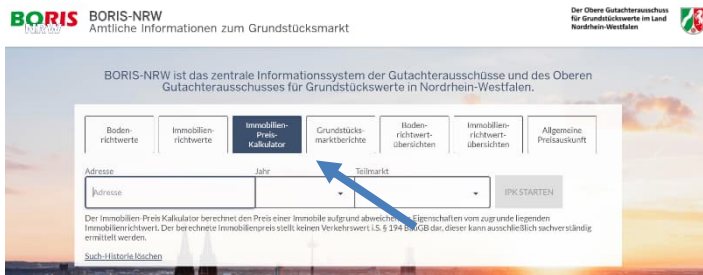 BORIS
NRW
BORIS-NRW
Amtliche Informationen zum Grundstücksmarkt
Der Obere Gutachterausschuss
für Grundstückswerte im Land
Nordrhein-Westfalen
BORIS-NRW ist das zentrale Informationssystem der Gutachterausschüsse und des Oberen
Gutachterausschusses für Grundstückswerte in Nordrhein-Westfalen.
Boden-
richtwerte
Immobilien-
richtwerte
Immobilien-
Preis-
Kalkulator
Grundstücks-
marktberichte
Boden-
richtwert-
übersichten
Immobilien-
richtwert-
übersichten
Allgemeine
Preisauskunft
Adresse Jahr Teilmarkt
Adresse IPK STARTEN
Der Immobilien-Preis Kalkulator berechnet den Preis einer Immobile aufgrund Eigenschaften vom zugrunde liegenden
Immobilienrichtwert. Der berechnete Immobilienpreis stellt keinen Verkehrswert i.S. § 194 dar, dieser kann ausschließlich sachverständig
ermittelt werden.
Such-Historie löschen